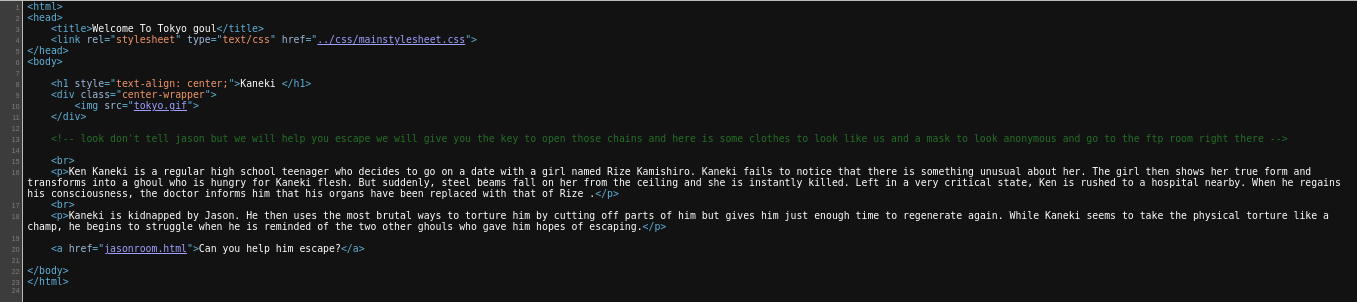 1 <html>
2 <head>
3 <title>Welcome To Tokyo goul</title>
4 <link rel="stylesheet" type="text/css" href="../css/mainstylesheet.css">
5 </head>
6 <body>
7
8 <h1 style="text-align: center;">Kaneki </h1>
9 <div class="center-wrapper">
10 <img src="tokyo.gif">
11 </div>
12
13 <!-- look don't tell jason but we will help you escape we will give you the key to open those chains and here is some clothes to look like us and a mask to look anonymous and go to the ftp room right there -->
14
15 <br>
16 <p>Ken Kaneki is a regular high school teenager who decides to go on a date with a girl named Rize Kamishiro. Kaneki fails to notice that there is something unusual about her. The girl then shows her true form and
transforms into a ghoul who is hungry for Kaneki flesh. But suddenly, steel beams fall on her from the ceiling and she is instantly killed. Left in a very critical state, Ken is rushed to a hospital nearby. When he regains
his consciousness, the doctor informs him that his organs have been replaced with that of Rize .</p>
17 <br>
18 <p>Kaneki is kidnapped by Jason. He then uses the most brutal ways to torture him by cutting off parts of him but gives him just enough time to regenerate again. While Kaneki seems to take the physical torture like a
champ, he begins to struggle when he is reminded of the two other ghouls who gave him hopes of escaping.</p>
19
20 <a href="jasonroom.html">Can you help him escape?</a>
21
22 </body>
23 </html>
24